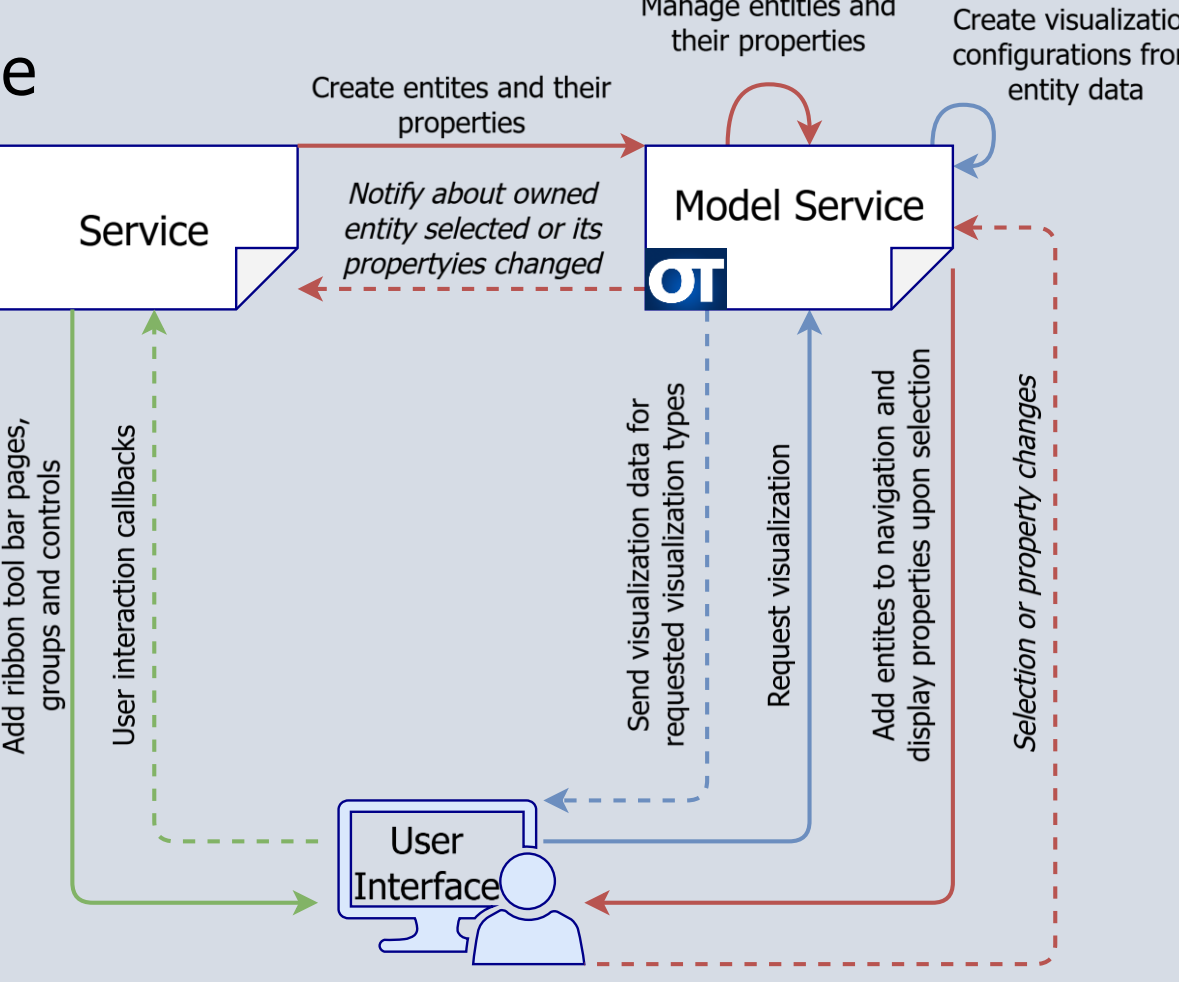 Manage entities and
their properties
Create visualizatio
configurations fro
entity data
e
Create entites and their
properties
Notify about owned
entity selected or its
propertyies changed
Service
Model Service
OT
Add ribbon tool bar pages,
groups and controls
User interaction callbacks
Send visualization data for
requested visualization types
Request visualization
Add entites to navigation and
display properties upon selection
Selection or property changes
User
Interface